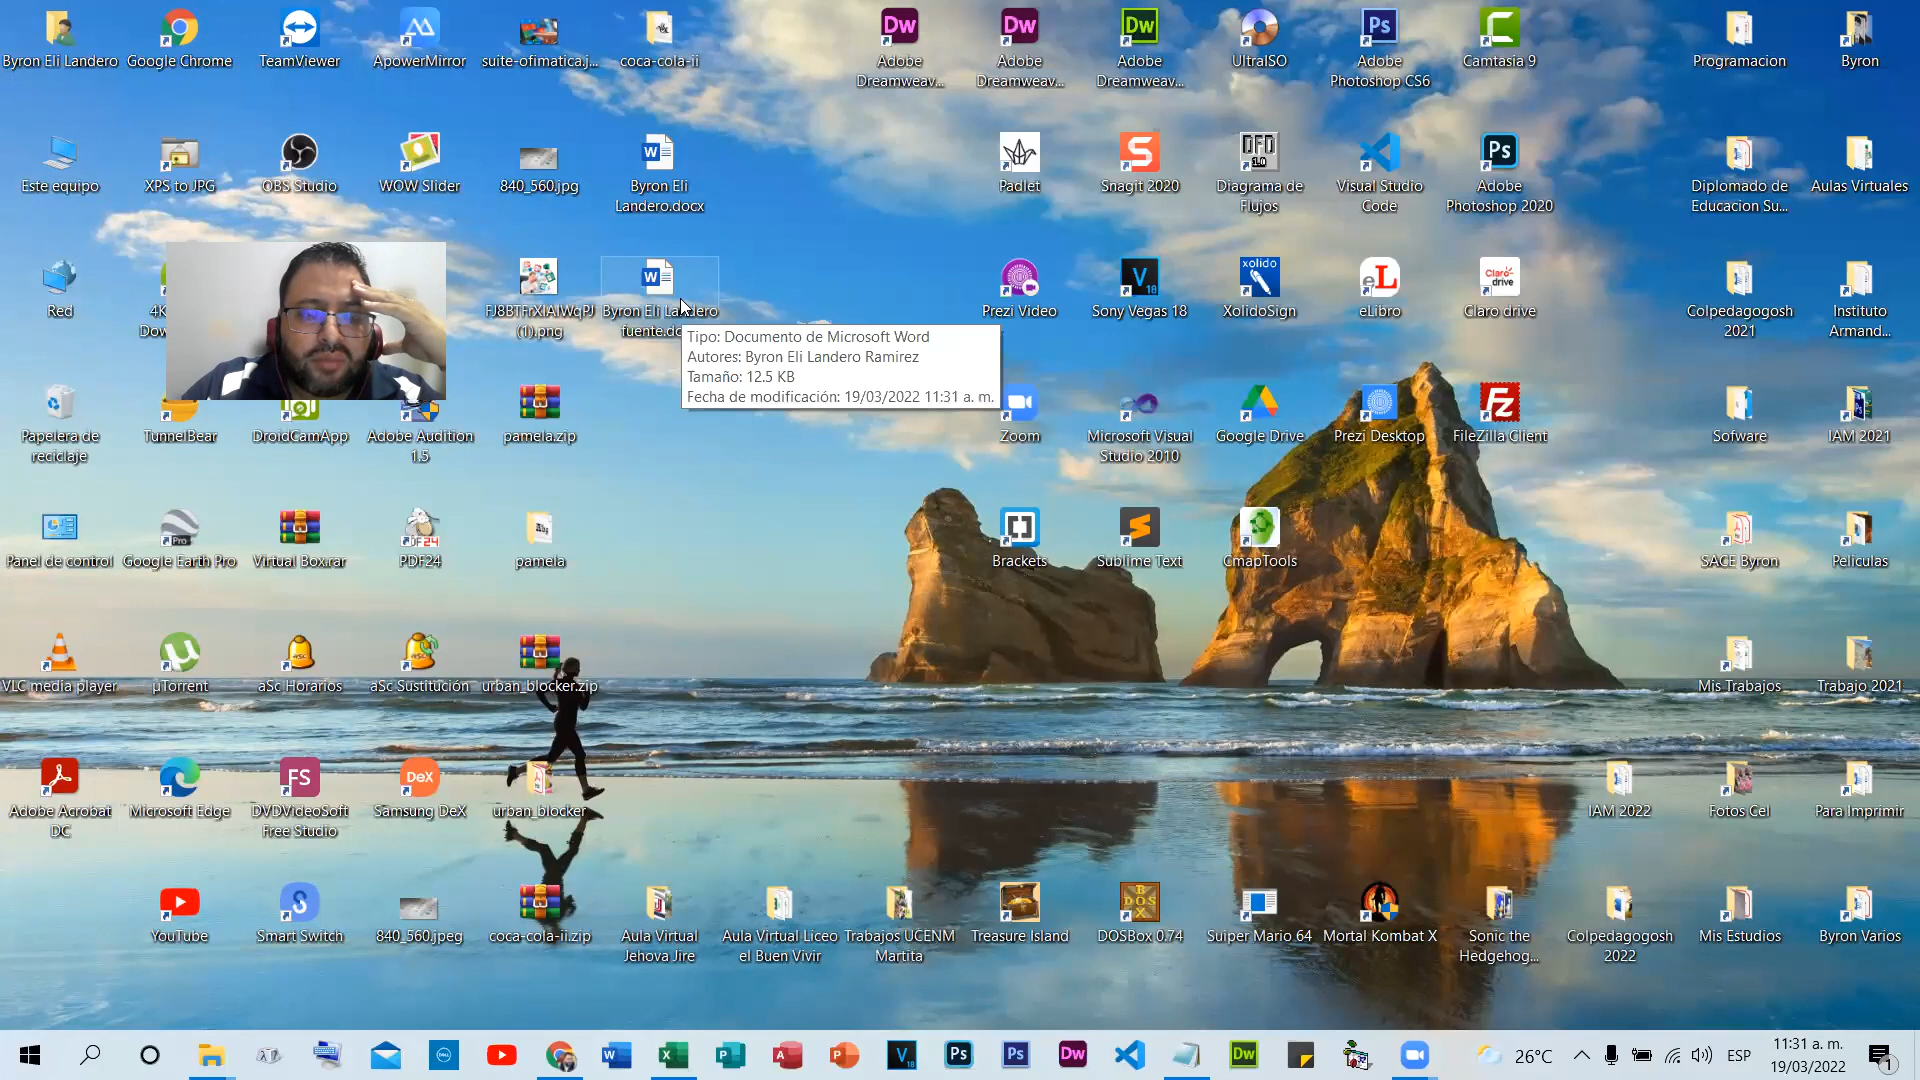 Byron Eli Landero
Google Chrome
TeamViewer
ApowerMirror
suite-ofimatica.j...
coca-cola-ii
Adobe
Dreamweav...
Adobe
Dreamweav...
Adobe
Dreamweav...
UltraISO
Adobe
Photoshop CS6
Camtasia 9
Programacion
Byron
Este equipo
XPS to JPG
OBS Studio
WOW Slider
840_560.jpg
Byron Eli
Landero.docx
Padlet
Snagit 2020
Diagrama de
Flujos
Visual Studio
Code
Adobe
Photoshop 2020
Diplomado de
Educacion Su...
Aulas Virtuales
Red
4K
Dow
(1).png
Byron Eli Landero
fuente.do
Prezi Video
Sony Vegas 18
XolidoSign
eLibro
Claro drive
Colpedagogosh
2021
Instituto
Armand...
Tipo: Documento de Microsoft Word
Autores: Byron Eli Landero Ramirez
Tamaño: 12.5 KB
Fecha de modificación: 19/03/2022 11:31 a. m.
Papelera de
reciclaje
TunnelBear
DroidCamApp
Adobe Audition
1.5
pamela.zip
Zoom
Microsoft Visual
Studio 2010
Google Drive
Prezi Desktop
FileZilla Client
Sofware
IAM 2021
Panel de control
Google Earth Pro
Virtual Box.rar
PDF24
pamela
Brackets
Sublime Text
CmapTools
SACE Byron
Peliculas
VLC media player
µTorrent
aSc Horarios
aSc Sustitución
urban_blocker.zip
Mis Trabajos
Trabajo 2021
Adobe Acrobat
DC
Microsoft Edge
DVDVideoSoft
Free Studio
Samsung DeX
urban_blocker
IAM 2022
Fotos Cel
Para Imprimir
YouTube
Smart Switch
840_560.jpeg
coca-cola-ii.zip
Aula Virtual
Jehova Jire
Aula Virtual Liceo
el Buen Vivir
Trabajos UCENM
Martita
Treasure Island
DOSBox 0.74
Suiper Mario 64
Mortal Kombat X
Sonic the
Hedgehog...
Colpedagogosh
2022
Mis Estudios
Byron Varios
26°C
ESP
11:31 a. m.
19/03/2022
1